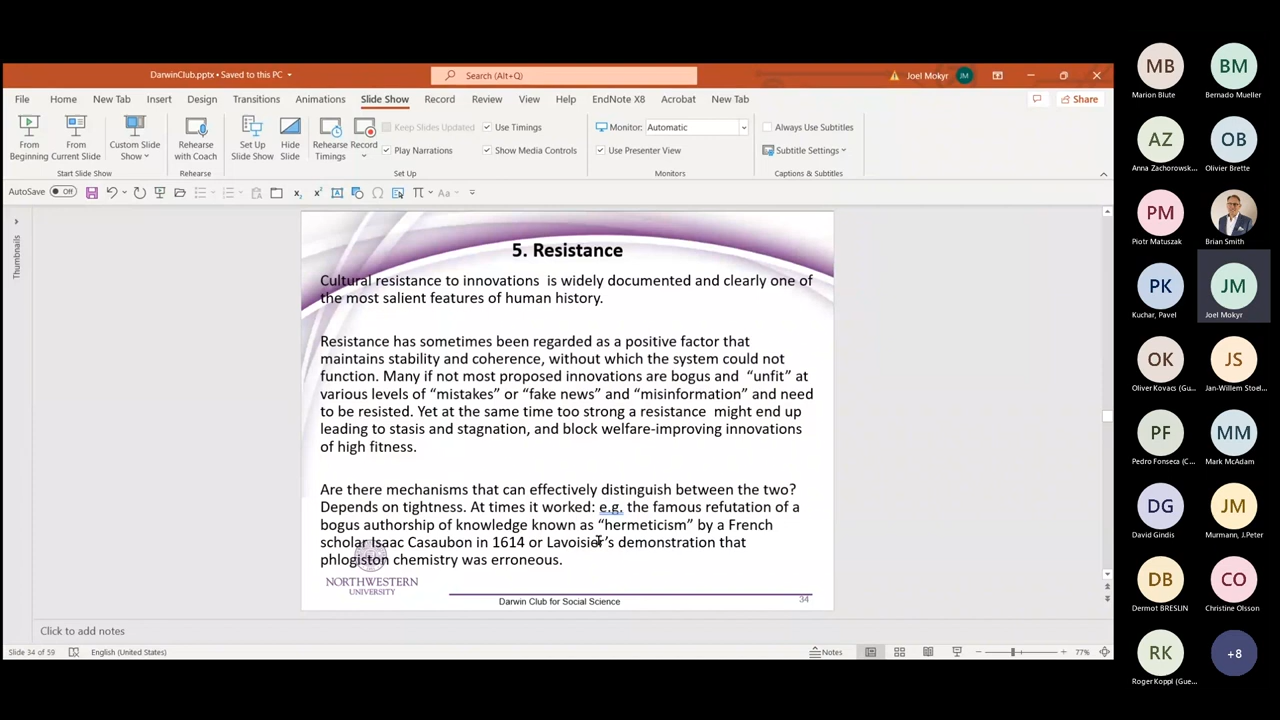 DarwinClub.pptx • Saved to this PC
Search (Alt+Q)
Joel Mokyr
JM
File
Home
New Tab
Insert
Design
Transitions
Animations
Slide Show
Record
Review
View
Help
EndNote X8
Acrobat
New Tab
Share
From Beginning
From Current Slide
Custom Slide Show
Rehearse with Coach
Set Up Slide Show
Hide Slide
Rehearse Timings
Record
Keep Slides Updated
Play Narrations
Use Timings
Show Media Controls
Monitor: Automatic
Use Presenter View
Always Use Subtitles
Subtitle Settings
Start Slide Show
Rehearse
Set Up
Monitors
Captions & Subtitles
AutoSave Off
Thumbnails
5. Resistance
Cultural resistance to innovations is widely documented and clearly one of
the most salient features of human history.
Resistance has sometimes been regarded as a positive factor that
maintains stability and coherence, without which the system could not
function. Many if not most proposed innovations are bogus and “unfit” at
various levels of “mistakes” or “fake news” and “misinformation” and need
to be resisted. Yet at the same time too strong a resistance might end up
leading to stasis and stagnation, and block welfare-improving innovations
of high fitness.
Are there mechanisms that can effectively distinguish between the two?
Depends on tightness. At times it worked: e.g. the famous refutation of a
bogus authorship of knowledge known as “hermeticism” by a French
scholar Isaac Casaubon in 1614 or Lavoisier’s demonstration that
phlogiston chemistry was erroneous.
NORTHWESTERN
UNIVERSITY
Darwin Club for Social Science
34
Click to add notes
Slide 34 of 59
English (United States)
Notes
77%
MB
Marion Blute
BM
Bernado Mueller
AZ
Anna Zachorowsk...
OB
Olivier Brette
PM
Piotr Matuszak
Brian Smith
PK
Kuchar, Pavel
JM
Joel Mokyr
OK
Oliver Kovacs (Gu...
JS
Jan-Willem Stoel...
PF
Pedro Fonseca (C...
MM
Mark McAdam
DG
David Gindis
JM
Murmann, J.Peter
DB
Dermot BRESLIN
CO
Christine Olsson
RK
Roger Koppl (Gue...
+8